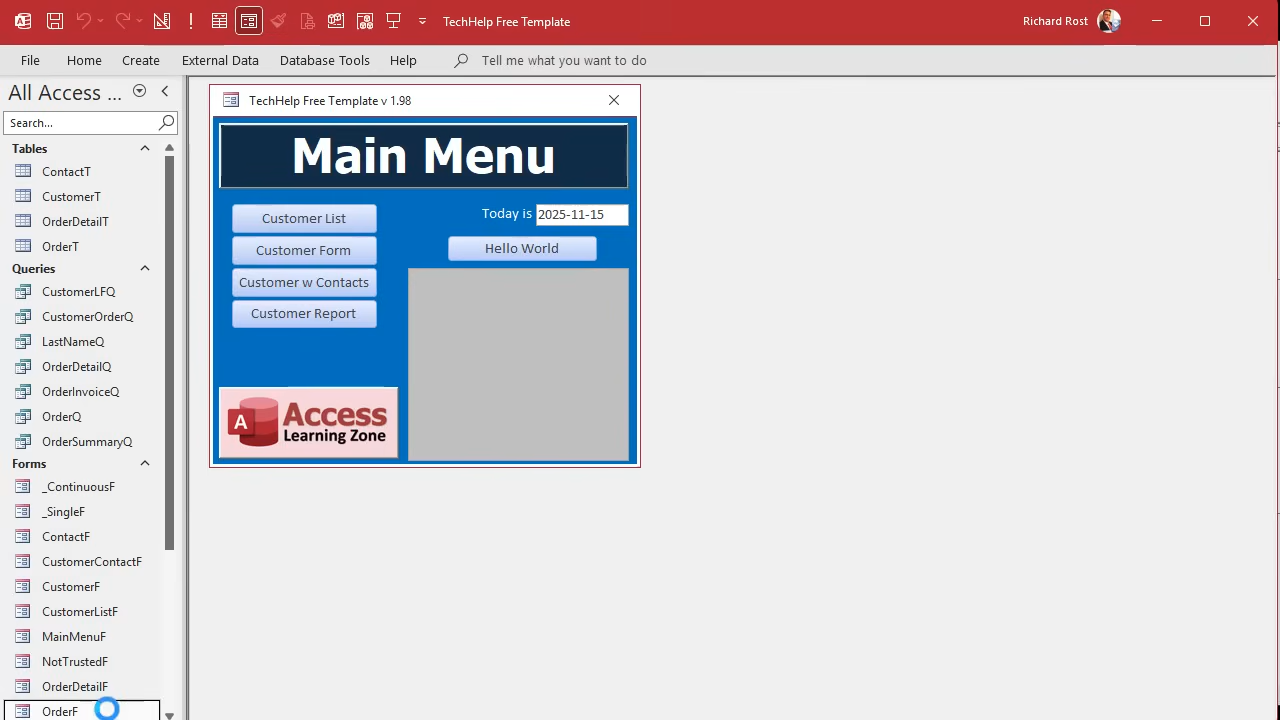 TechHelp Free Template
Richard Rost
File Home Create External Data Database Tools Help Tell me what you want to do
All Access ...
Search...
Tables
ContactT
CustomerT
OrderDetailT
OrderT
Queries
CustomerLFQ
CustomerOrderQ
LastNameQ
OrderDetailQ
OrderInvoiceQ
OrderQ
OrderSummaryQ
Forms
_ContinuousF
_SingleF
ContactF
CustomerContactF
CustomerF
CustomerListF
MainMenuF
NotTrustedF
OrderDetailF
OrderF
TechHelp Free Template v 1.98
Main Menu
Customer List
Customer Form
Customer w Contacts
Customer Report
Today is 2025-11-15
Hello World
A Access
Learning Zone